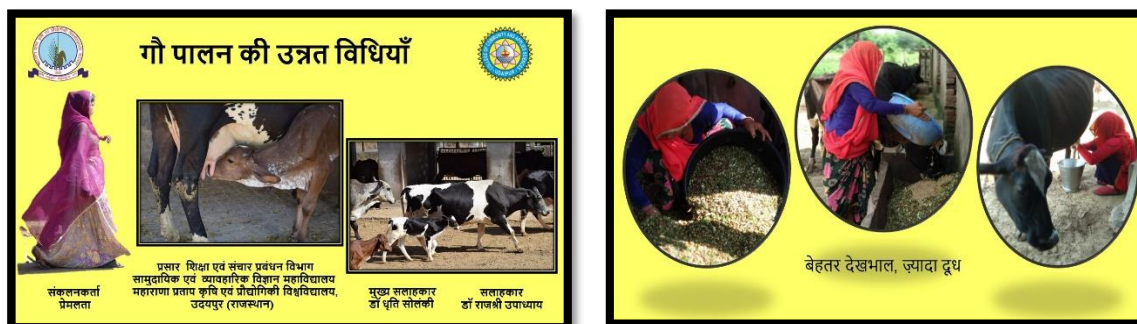 गौ पालन की उन्नत विधियाँ
प्रसार शिक्षा एवं संचार प्रबंधन विभाग
सामुदायिक एवं व्यावहारिक विज्ञान महाविद्यालय
महाराणा प्रताप कृषि एवं प्रौद्योगिकी विश्वविद्यालय,
उदयपुर (राजस्थान)
संकलनकर्ता
प्रेमलता
मुख्य सलाहकार
डॉ धृति सोलंकी
सलाहकार
डॉ राजश्री उपाध्याय
बेहतर देखभाल, ज़्यादा दूध